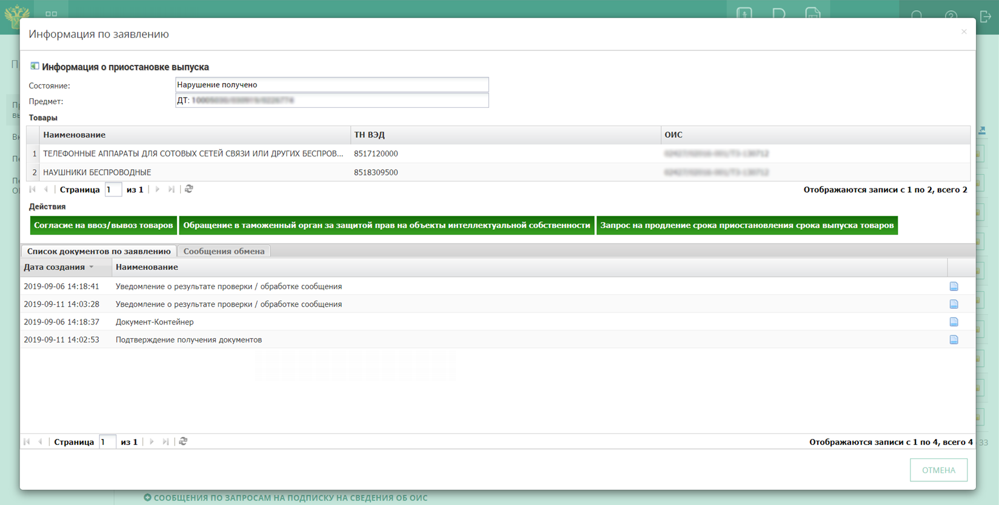 Информация по заявлению
×
Информация о приостановке выпуска
Состояние: Нарушение получено
Предмет: ДТ:
Товары
Наименование ТН ВЭД ОИС
1 ТЕЛЕФОННЫЕ АППАРАТЫ ДЛЯ СОТОВЫХ СЕТЕЙ СВЯЗИ ИЛИ ДРУГИХ БЕСПРОВ... 8517120000
2 НАУШНИКИ БЕСПРОВОДНЫЕ 8518309500
Страница 1 из 1 Отображаются записи с 1 по 2, всего 2
Действия
Согласие на ввоз/вывоз товаров Обращение в таможенный орган за защитой прав на объекты интеллектуальной собственности Запрос на продление срока приостановления срока выпуска товаров
Список документов по заявлению Сообщения обмена
Дата создания Наименование
2019-09-06 14:18:41 Уведомление о результате проверки / обработке сообщения
2019-09-11 14:03:28 Уведомление о результате проверки / обработке сообщения
2019-09-06 14:18:37 Документ-Контейнер
2019-09-11 14:02:53 Подтверждение получения документов
Страница 1 из 1 Отображаются записи с 1 по 4, всего 4
33
ОТМЕНА
СООБЩЕНИЯ ПО ЗАПРОСАМ НА ПОДПИСКУ НА СВЕДЕНИЯ ОБ ОИС